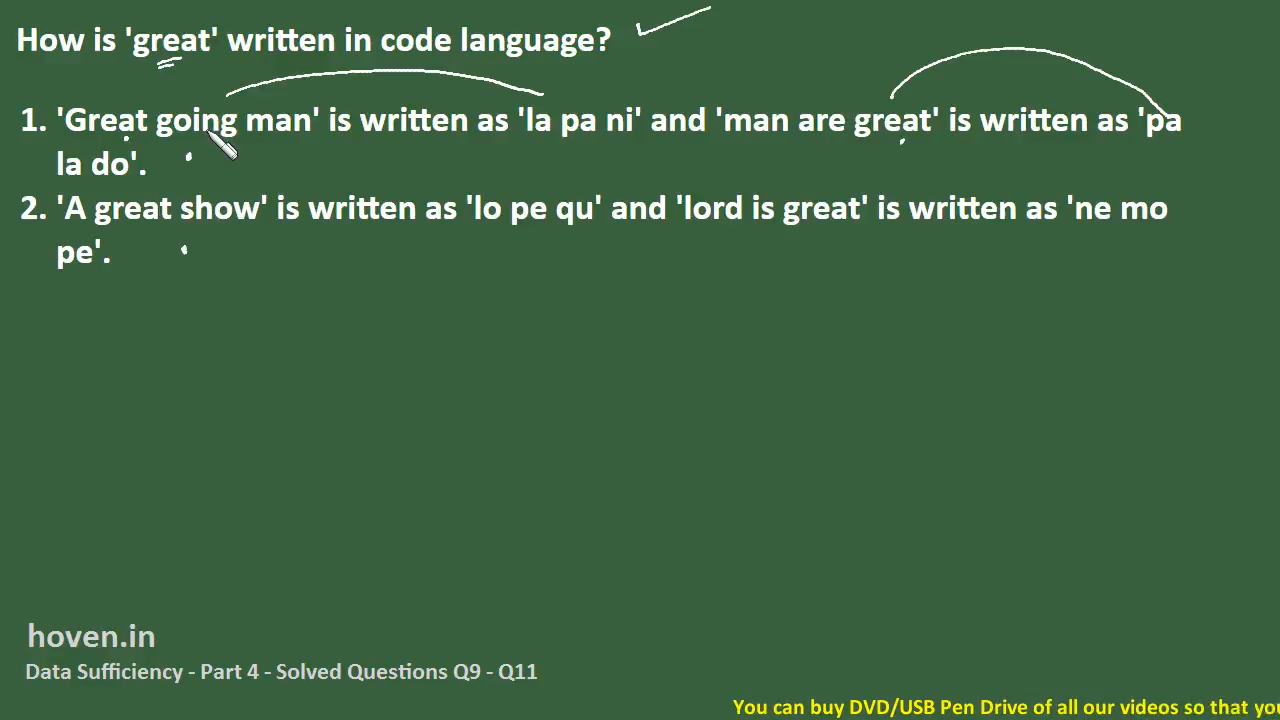 How is 'great' written in code language?
1. 'Great going man' is written as 'la pa ni' and 'man are great' is written as 'pa
la do'.
2. 'A great show' is written as 'lo pe qu' and 'lord is great' is written as 'ne mo
pe'.
hoven.in
Data Sufficiency - Part 4 - Solved Questions Q9 - Q11
You can buy DVD/USB Pen Drive of all our videos so that